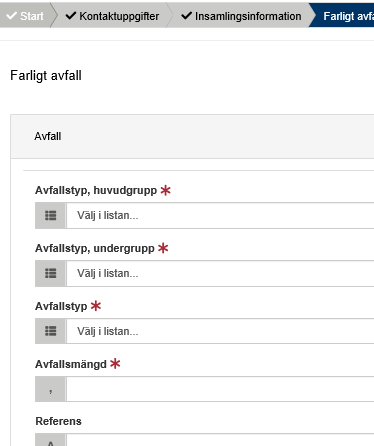 Start Kontaktuppgifter Insamlingsinformation Farligt
Farligt avfall
Avfall
Avfallstyp, huvudgrupp *
Välj i listan...
Avfallstyp, undergrupp *
Välj i listan...
Avfallstyp *
Välj i listan...
Avfallsmängd *
,
Referens